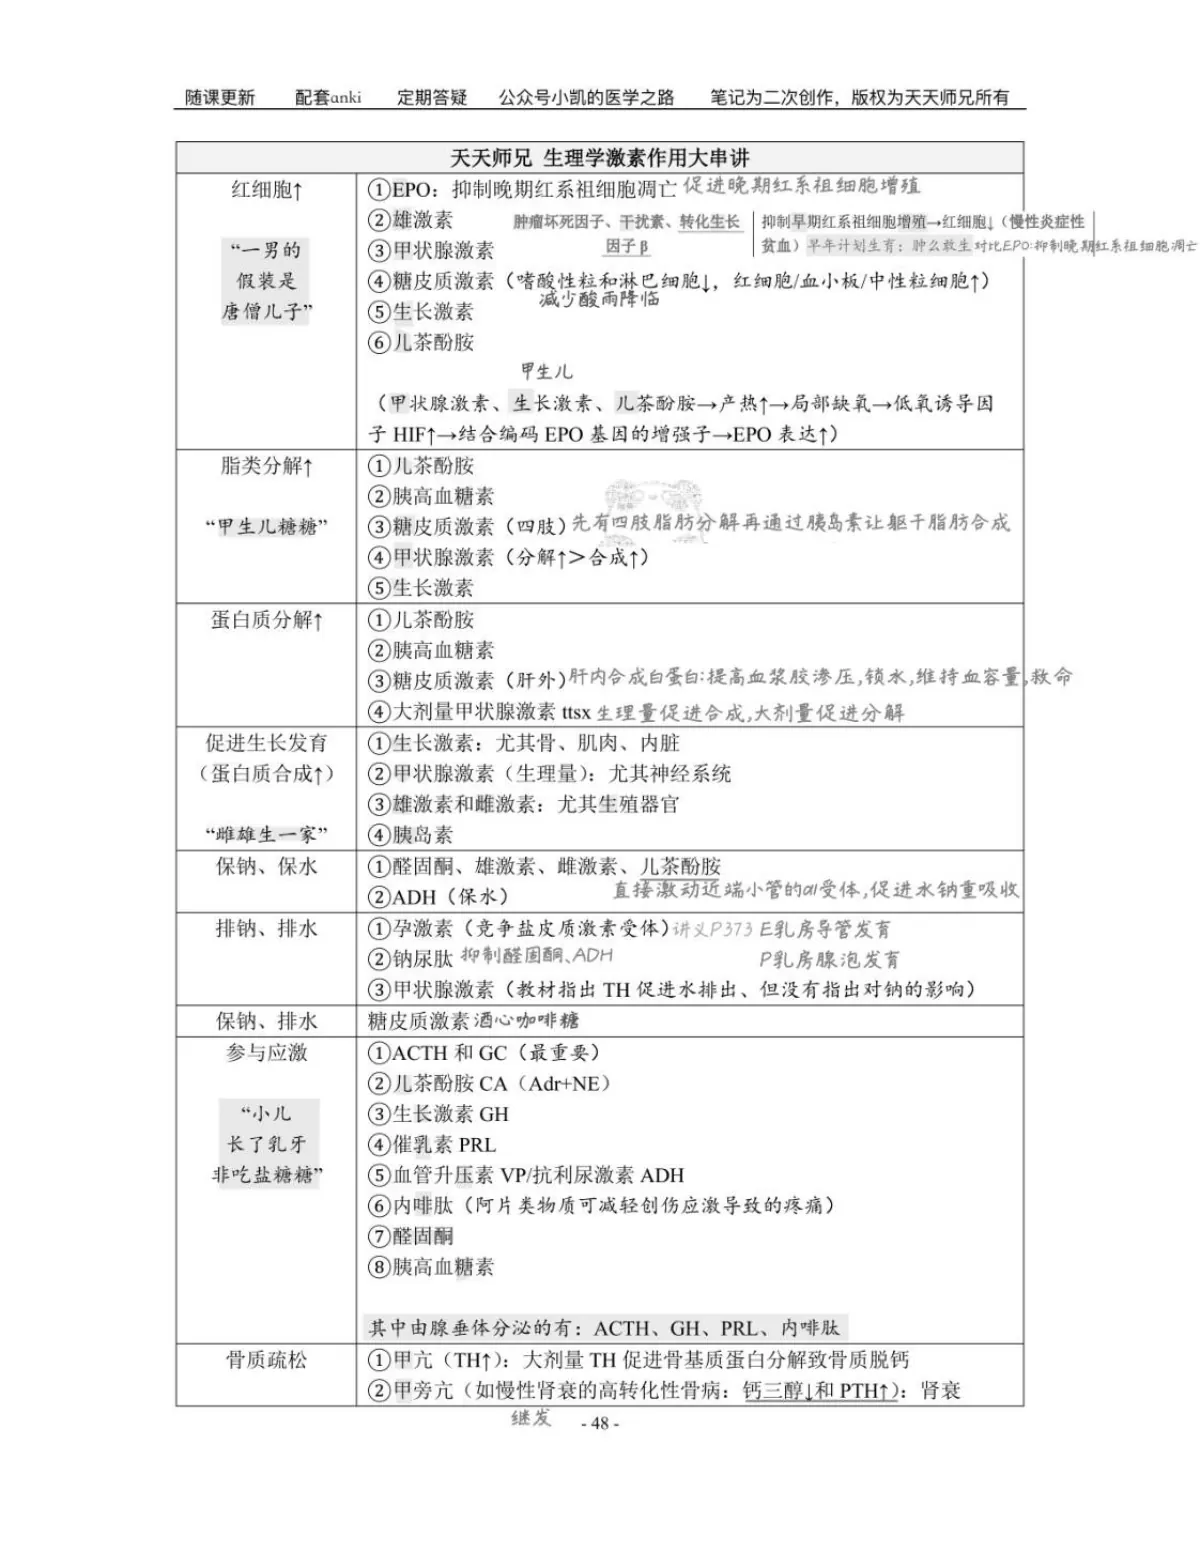 随课更新 配套anki 定期答疑 公众号小凯的医学之路 笔记为二次创作，版权为天天师兄所有
天天师兄 生理学激素作用大串讲
红细胞↑
“一男的
假装是
唐僧儿子”
①EPO：抑制晚期红系祖细胞凋亡 促进晚期红系祖细胞增殖
②雄激素 肿瘤坏死因子、干扰素、转化生长 抑制早期红系祖细胞增殖→红细胞↓（慢性炎症性
因子β 贫血）早年计划生育：肿么救生 对比EPO:抑制晚期红系祖细胞凋亡
③甲状腺激素
④糖皮质激素（嗜酸性粒和淋巴细胞↓，红细胞/血小板/中性粒细胞↑）
减少酸雨降临
⑤生长激素
⑥儿茶酚胺
甲生儿
（甲状腺激素、生长激素、儿茶酚胺→产热↑→局部缺氧→低氧诱导因
子 HIF↑→结合编码 EPO 基因的增强子→EPO 表达↑）
脂类分解↑
“甲生儿糖糖”
①儿茶酚胺
②胰高血糖素
③糖皮质激素（四肢）先有四肢脂肪分解再通过胰岛素让躯干脂肪合成
④甲状腺激素（分解↑＞合成↑）
⑤生长激素
蛋白质分解↑
①儿茶酚胺
②胰高血糖素
③糖皮质激素（肝外）肝内合成白蛋白:提高血浆胶渗压,锁水,维持血容量,救命
④大剂量甲状腺激素 ttsx 生理量促进合成,大剂量促进分解
促进生长发育
（蛋白质合成↑）
“雌雄生一家”
①生长激素：尤其骨、肌肉、内脏
②甲状腺激素（生理量）：尤其神经系统
③雄激素和雌激素：尤其生殖器官
④胰岛素
保钠、保水
①醛固酮、雄激素、雌激素、儿茶酚胺
②ADH（保水） 直接激动近端小管的α1受体,促进水钠重吸收
排钠、排水
①孕激素（竞争盐皮质激素受体）讲义P373 E乳房导管发育
②钠尿肽 抑制醛固酮、ADH P乳房腺泡发育
③甲状腺激素（教材指出 TH 促进水排出、但没有指出对钠的影响）
保钠、排水
糖皮质激素 酒心咖啡糖
参与应激
“小儿
长了乳牙
非吃盐糖糖”
①ACTH 和 GC（最重要）
②儿茶酚胺 CA（Adr+NE）
③生长激素 GH
④催乳素 PRL
⑤血管升压素 VP/抗利尿激素 ADH
⑥内啡肽（阿片类物质可减轻创伤应激导致的疼痛）
⑦醛固酮
⑧胰高血糖素
其中由腺垂体分泌的有：ACTH、GH、PRL、内啡肽
骨质疏松
①甲亢（TH↑）：大剂量 TH 促进骨基质蛋白分解致骨质脱钙
②甲旁亢（如慢性肾衰的高转化性骨病：钙三醇↓和 PTH↑）：肾衰
继发
- 48 -